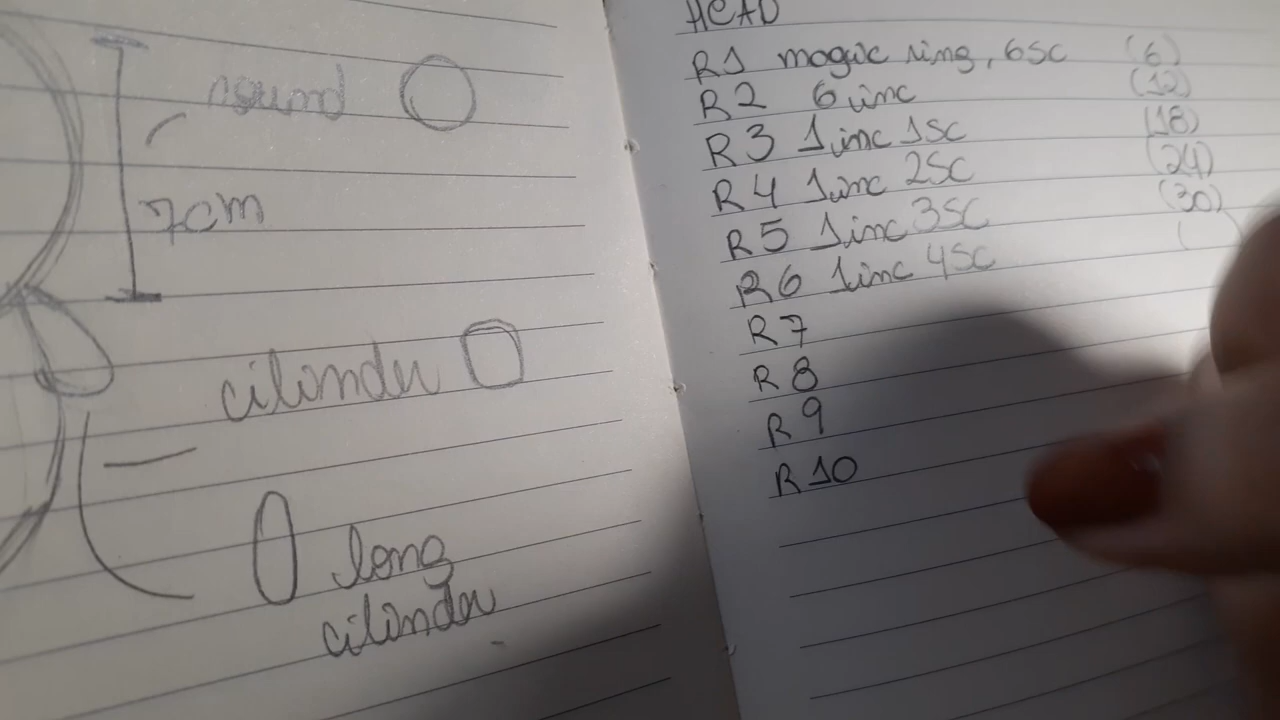 round
7cm
cilinder
long
cilinder
HEAD
R1 magic ring, 6SC (6)
R2 6 inc (12)
R3 1 inc 1SC (18)
R4 1 inc 2SC (24)
R5 1 inc 3SC (30)
R6 1 inc 4SC (
R7
R8
R9
R10